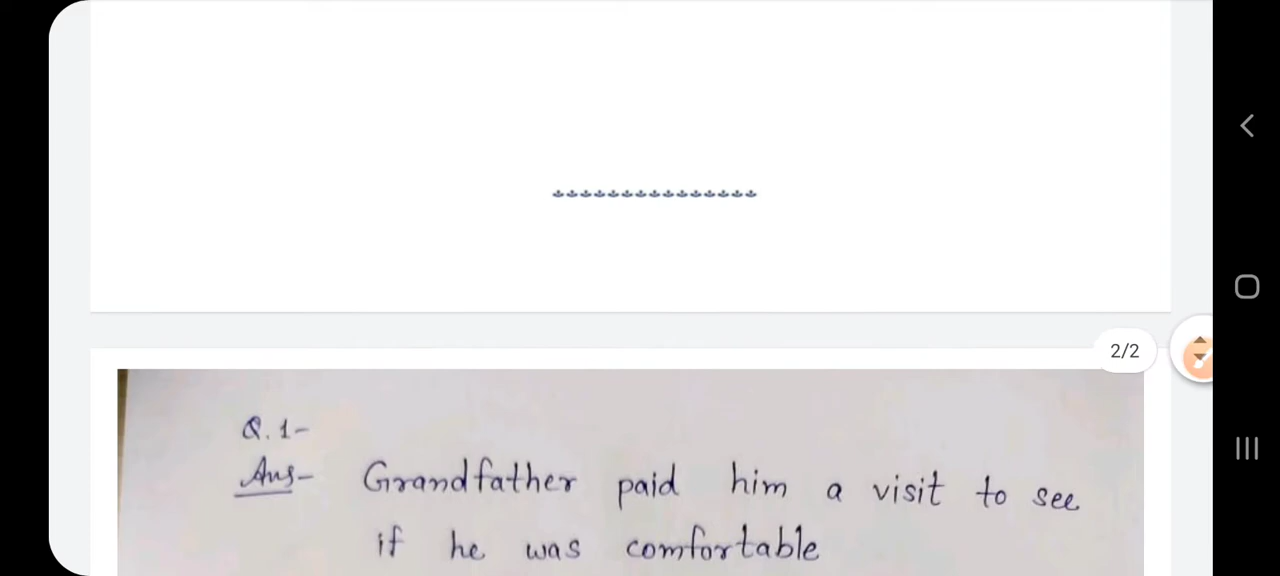 2/2
Q. 1-
Ans- Grandfather paid him a visit to see
if he was comfortable